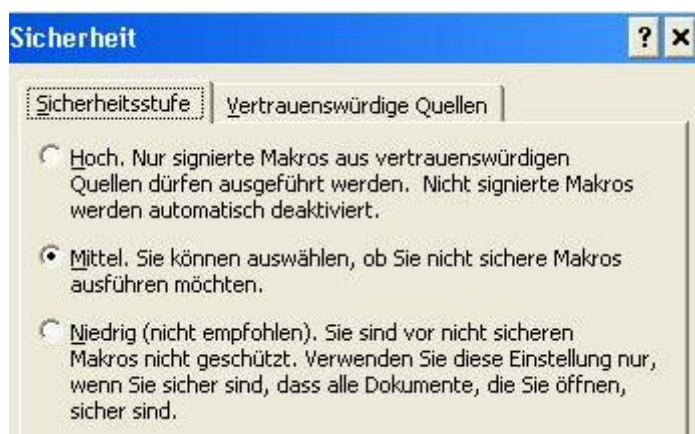 Sicherheit
Sicherheitsstufe
Vertrauenswürdige Quellen
Hoch. Nur signierte Makros aus vertrauenswürdigen
Quellen dürfen ausgeführt werden. Nicht signierte Makros
werden automatisch deaktiviert.
Mittel. Sie können auswählen, ob Sie nicht sichere Makros
ausführen möchten.
Niedrig (nicht empfohlen). Sie sind vor nicht sicheren
Makros nicht geschützt. Verwenden Sie diese Einstellung nur,
wenn Sie sicher sind, dass alle Dokumente, die Sie öffnen,
sicher sind.